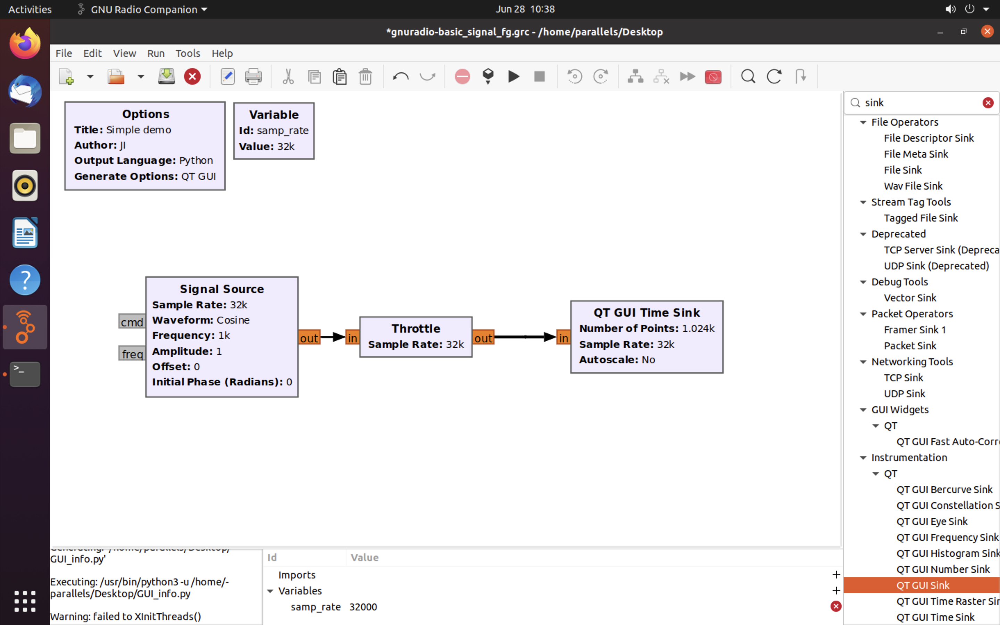 Activities
GNU Radio Companion
Jun 28 10:38
*gnuradio-basic_signal_fg.grc - /home/parallels/Desktop
File Edit View Run Tools Help
Options
Title: Simple demo
Author: JI
Output Language: Python
Generate Options: QT GUI
Variable
Id: samp_rate
Value: 32k
Signal Source
Sample Rate: 32k
Waveform: Cosine
Frequency: 1k
Amplitude: 1
Offset: 0
Initial Phase (Radians): 0
cmd
freq
out
in
Throttle
Sample Rate: 32k
out
in
QT GUI Time Sink
Number of Points: 1.024k
Sample Rate: 32k
Autoscale: No
sink
File Operators
File Descriptor Sink
File Meta Sink
File Sink
Wav File Sink
Stream Tag Tools
Tagged File Sink
Deprecated
TCP Server Sink (Depreca
UDP Sink (Deprecated)
Debug Tools
Vector Sink
Packet Operators
Framer Sink 1
Packet Sink
Networking Tools
TCP Sink
UDP Sink
GUI Widgets
QT
QT GUI Fast Auto-Corr
Instrumentation
QT
QT GUI Bercurve Sink
QT GUI Constellation S
QT GUI Eye Sink
QT GUI Frequency Sink
QT GUI Histogram Sink
QT GUI Number Sink
QT GUI Sink
QT GUI Time Raster Sin
QT GUI Time Sink
Generating: '/home/parallels/Desktop/
GUI_info.py'
Executing: /usr/bin/python3 -u /home/-
parallels/Desktop/GUI_info.py
Warning: failed to XInitThreads()
Id Value
Imports
Variables
samp_rate 32000